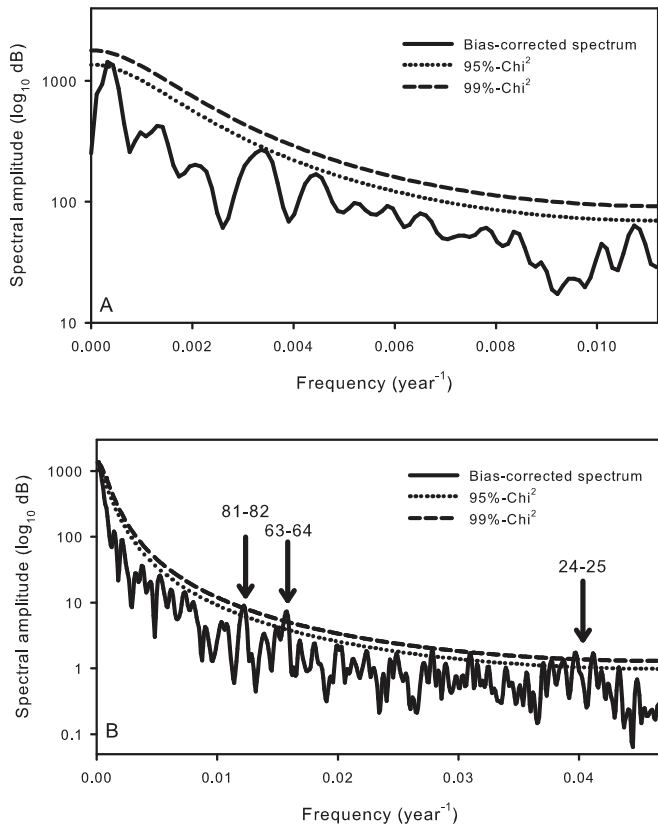 Bias-corrected spectrum
95%-Chi²
99%-Chi²
1000
100
10
Spectral amplitude (log₁₀ dB)
A
0.000 0.002 0.004 0.006 0.008 0.010
Frequency (year⁻¹)
Bias-corrected spectrum
95%-Chi²
99%-Chi²
81-82
63-64
24-25
1000
100
10
1
0.1
Spectral amplitude (log₁₀ dB)
B
0.00 0.01 0.02 0.03 0.04
Frequency (year⁻¹)